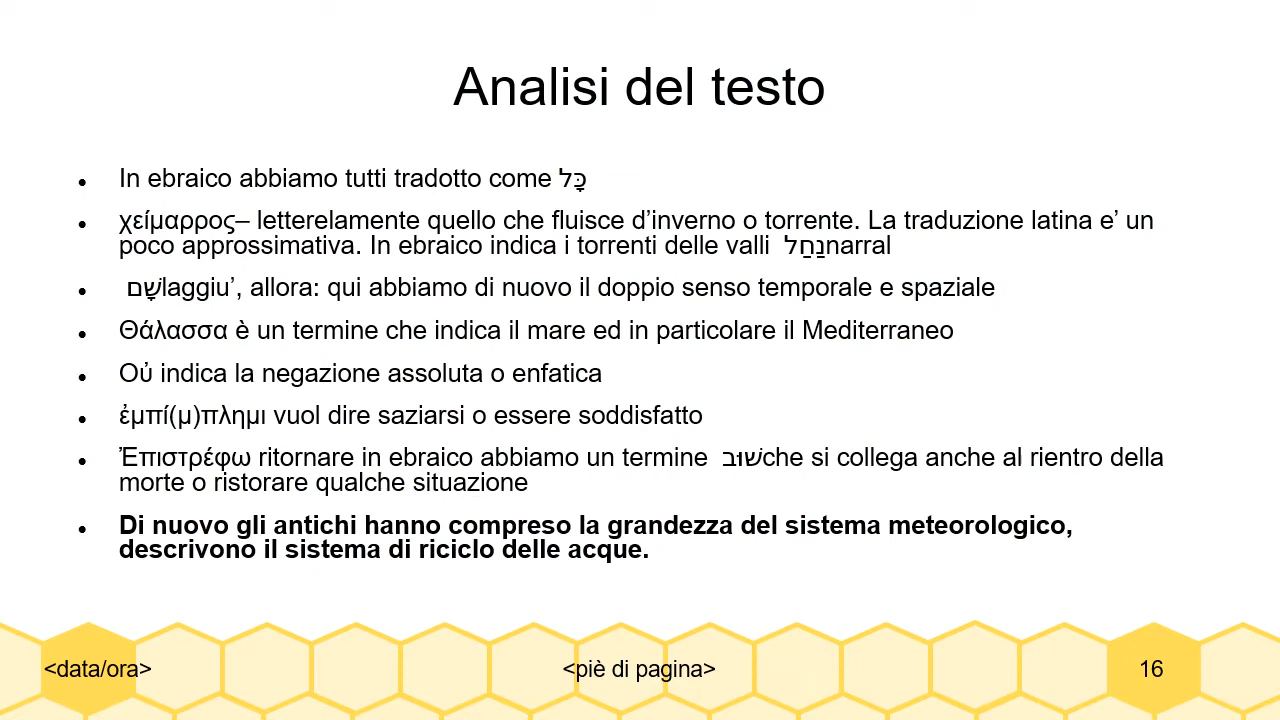 Analisi del testo
● In ebraico abbiamo tutti tradotto come כָּל
● χείμαρρος– letterelamente quello che fluisce d’inverno o torrente. La traduzione latina e’ un
poco approssimativa. In ebraico indica i torrenti delle valli נַחַל narral
● שָׁם laggiu’, allora: qui abbiamo di nuovo il doppio senso temporale e spaziale
● Θάλασσα è un termine che indica il mare ed in particolare il Mediterraneo
● Οὐ indica la negazione assoluta o enfatica
● ἐμπί(μ)πλημι vuol dire saziarsi o essere soddisfatto
● Ἐπιστρέφω ritornare in ebraico abbiamo un termine שׁוּב che si collega anche al rientro della
morte o ristorare qualche situazione
● Di nuovo gli antichi hanno compreso la grandezza del sistema meteorologico,
descrivono il sistema di riciclo delle acque.
<data/ora> <piè di pagina> 16